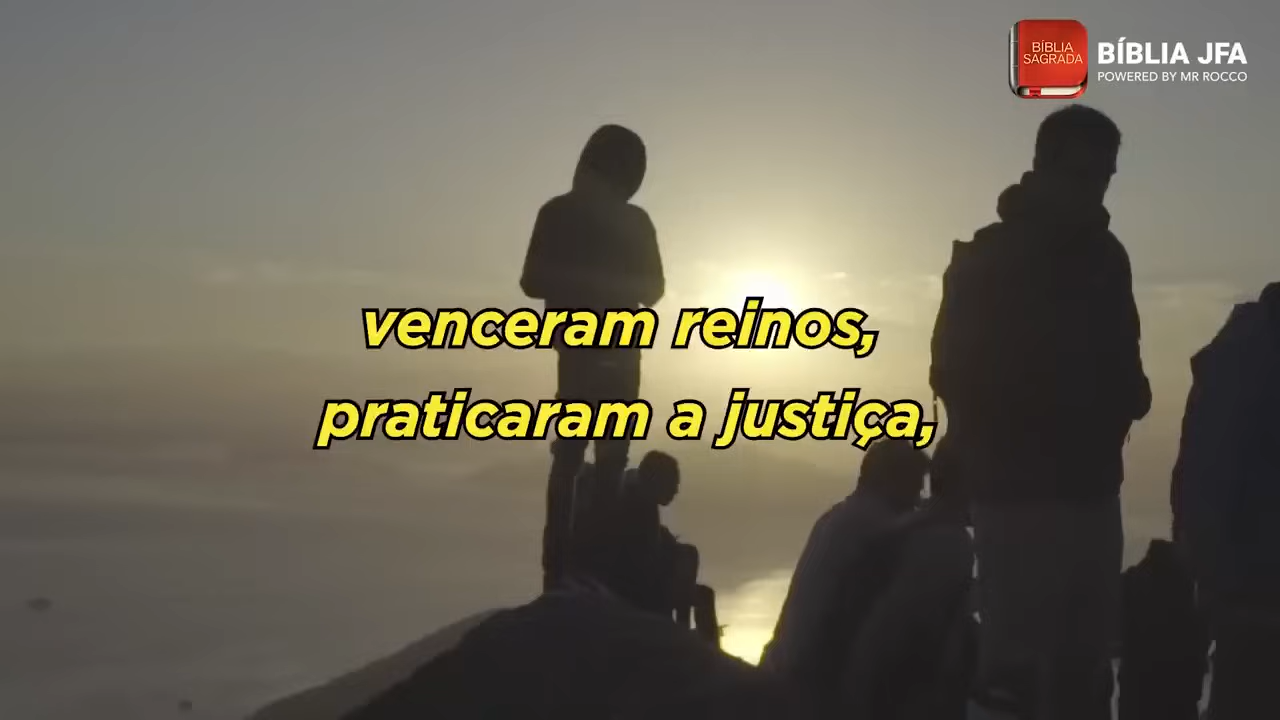 BÍBLIA
SAGRADA
BÍBLIA JFA
POWERED BY MR ROCCO
venceram reinos,
praticaram a justiça,